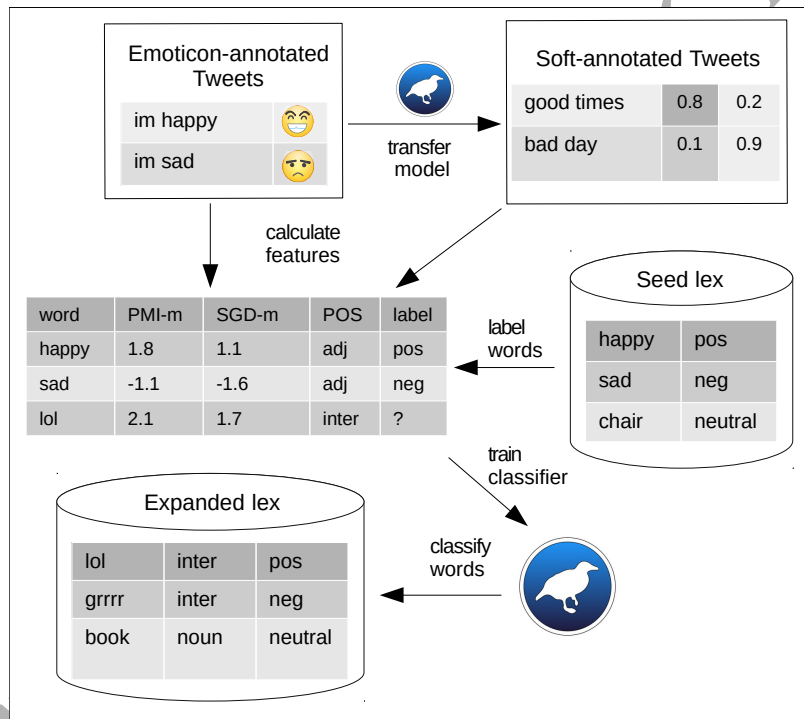 Emoticon-annotated
Tweets
im happy
im sad
transfer
model
Soft-annotated Tweets
good times 0.8 0.2
bad day 0.1 0.9
calculate
features
word PMI-m SGD-m POS label
happy 1.8 1.1 adj pos
sad -1.1 -1.6 adj neg
lol 2.1 1.7 inter ?
label
words
Seed lex
happy pos
sad neg
chair neutral
train
classifier
Expanded lex
lol inter pos
grrrr inter neg
book noun neutral
classify
words